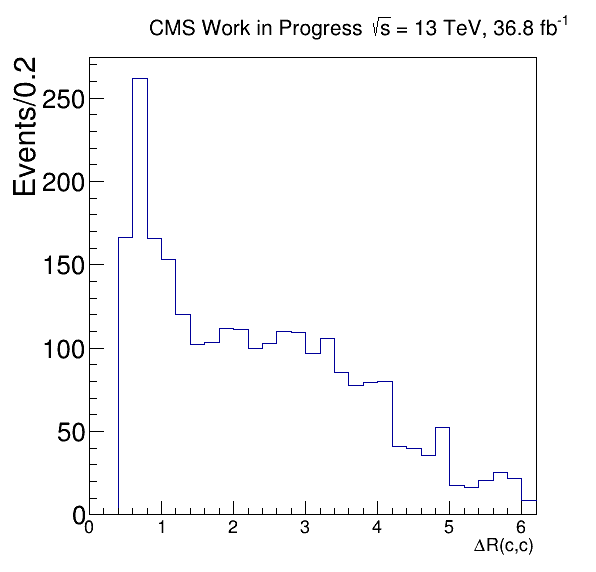 CMS Work in Progress √s = 13 TeV, 36.8 fb⁻¹
Events/0.2
250
200
150
100
50
0
0 1 2 3 4 5 6
ΔR(c,c)